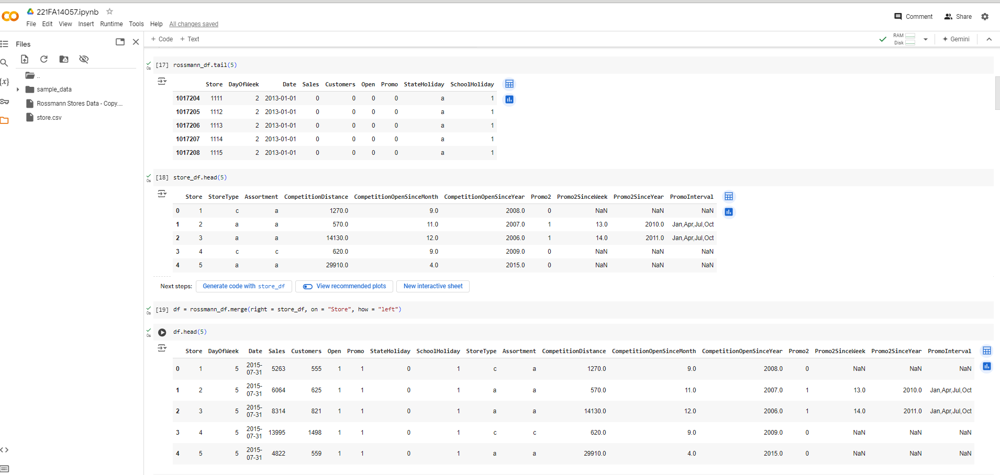 221FA14057.ipynb
File Edit View Insert Runtime Tools Help All changes saved
Comment Share
Files
+ Code + Text
RAM
Disk
Gemini
..
sample_data
Rossmann Stores Data - Copy....
store.csv
0s [17] rossmann_df.tail(5)
Store DayOfWeek Date Sales Customers Open Promo StateHoliday SchoolHoliday
1017204 1111 2 2013-01-01 0 0 0 0 a 1
1017205 1112 2 2013-01-01 0 0 0 0 a 1
1017206 1113 2 2013-01-01 0 0 0 0 a 1
1017207 1114 2 2013-01-01 0 0 0 0 a 1
1017208 1115 2 2013-01-01 0 0 0 0 a 1
0s [18] store_df.head(5)
Store StoreType Assortment CompetitionDistance CompetitionOpenSinceMonth CompetitionOpenSinceYear Promo2 Promo2SinceWeek Promo2SinceYear PromoInterval
0 1 c a 1270.0 9.0 2008.0 0 NaN NaN NaN
1 2 a a 570.0 11.0 2007.0 1 13.0 2010.0 Jan,Apr,Jul,Oct
2 3 a a 14130.0 12.0 2006.0 1 14.0 2011.0 Jan,Apr,Jul,Oct
3 4 c c 620.0 9.0 2009.0 0 NaN NaN NaN
4 5 a a 29910.0 4.0 2015.0 0 NaN NaN NaN
Next steps: Generate code with store_df View recommended plots New interactive sheet
0s [19] df = rossmann_df.merge(right = store_df, on = "Store", how = "left")
0s df.head(5)
Store DayOfWeek Date Sales Customers Open Promo StateHoliday SchoolHoliday StoreType Assortment CompetitionDistance CompetitionOpenSinceMonth CompetitionOpenSinceYear Promo2 Promo2SinceWeek Promo2SinceYear PromoInterval
0 1 5 2015-07-31 5263 555 1 1 0 1 c a 1270.0 9.0 2008.0 0 NaN NaN NaN
1 2 5 2015-07-31 6064 625 1 1 0 1 a a 570.0 11.0 2007.0 1 13.0 2010.0 Jan,Apr,Jul,Oct
2 3 5 2015-07-31 8314 821 1 1 0 1 a a 14130.0 12.0 2006.0 1 14.0 2011.0 Jan,Apr,Jul,Oct
3 4 5 2015-07-31 13995 1498 1 1 0 1 c c 620.0 9.0 2009.0 0 NaN NaN NaN
4 5 5 2015-07-31 4822 559 1 1 0 1 a a 29910.0 4.0 2015.0 0 NaN NaN NaN